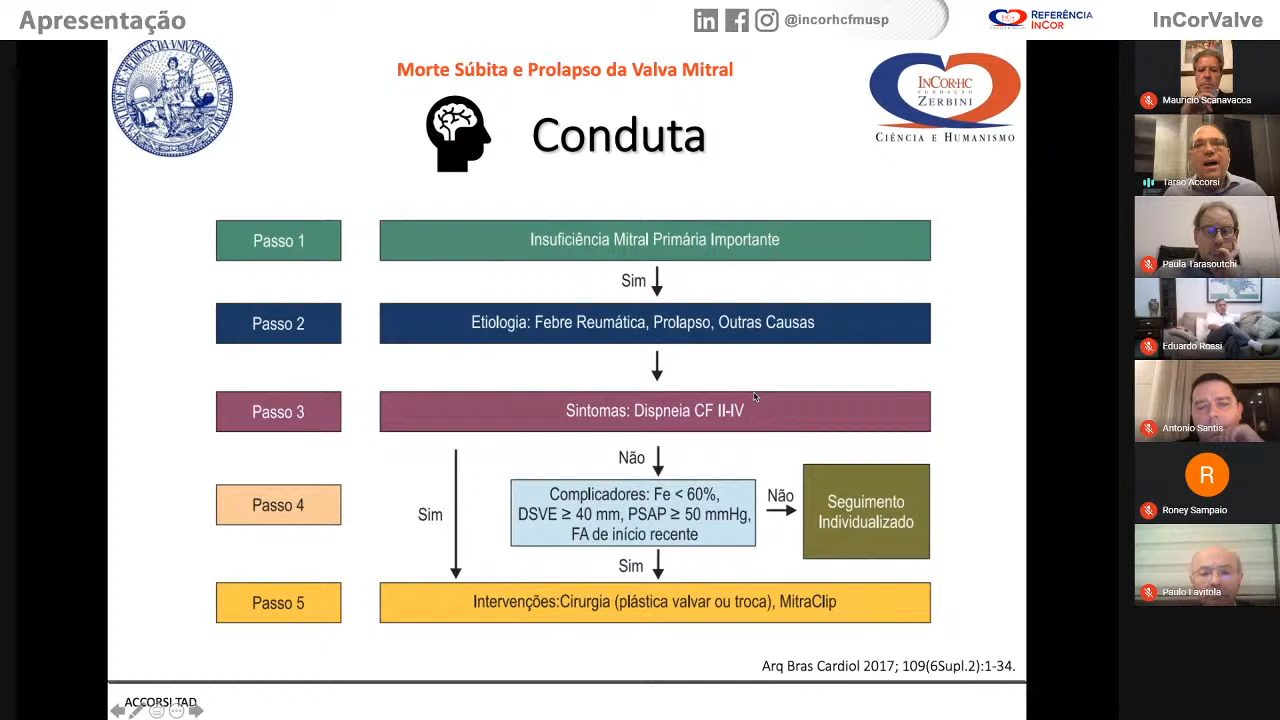 Apresentação
@incorhcfmusp
REFERÊNCIA
INCOR
InCorValve
Morte Súbita e Prolapso da Valva Mitral
Conduta
INCOR·HC
FUNDAÇÃO
ZERBINI
CIÊNCIA E HUMANISMO
Passo 1
Insuficiência Mitral Primária Importante
Sim
Passo 2
Etiologia: Febre Reumática, Prolapso, Outras Causas
Passo 3
Sintomas: Dispneia CF II-IV
Não
Passo 4
Sim
Complicadores: Fe < 60%,
DSVE ≥ 40 mm, PSAP ≥ 50 mmHg,
FA de início recente
Não
Seguimento
Individualizado
Sim
Passo 5
Intervenções:Cirurgia (plástica valvar ou troca), MitraClip
Arq Bras Cardiol 2017; 109(6Supl.2):1-34.
ACCORSI TAD
Mauricio Scanavacca
Tarso Accorsi
Paula Tarasoutchi
Eduardo Rossi
Antonio Santis
R
Roney Sampaio
Paulo Lavitola